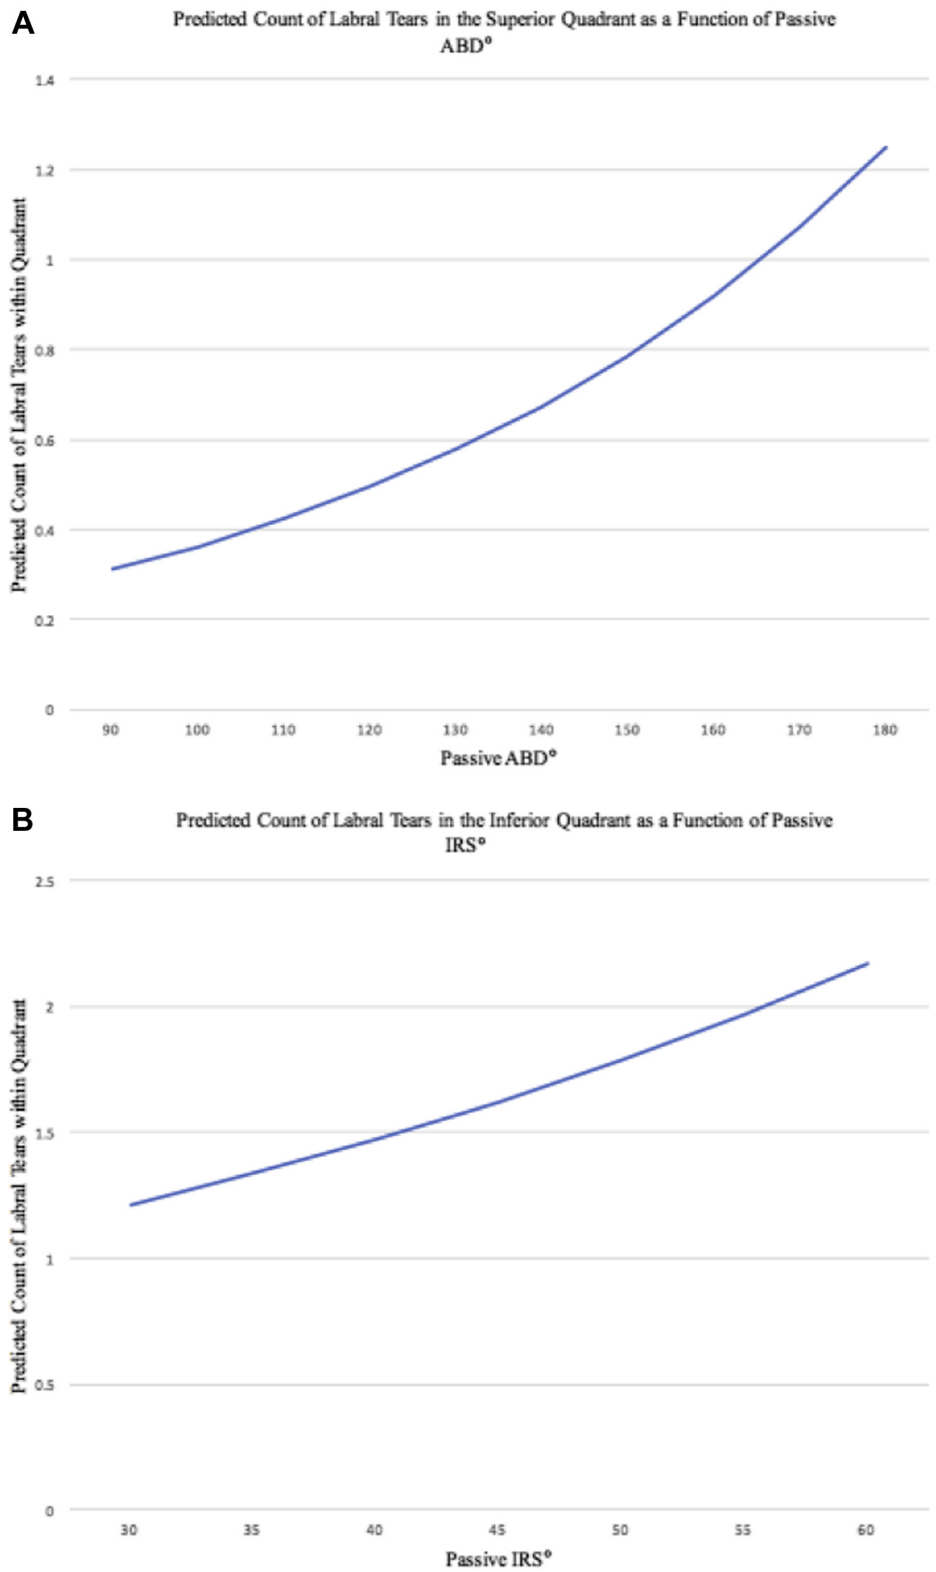 A
Predicted Count of Labral Tears in the Superior Quadrant as a Function of Passive
ABD°
Predicted Count of Labral Tears within Quadrant
1.4
1.2
1
0.8
0.6
0.4
0.2
0
90 100 110 120 130 140 150 160 170 180
Passive ABD°
B
Predicted Count of Labral Tears in the Inferior Quadrant as a Function of Passive
IRS°
Predicted Count of Labral Tears within Quadrant
2.5
2
1.5
1
0.5
0
30 35 40 45 50 55 60
Passive IRS°